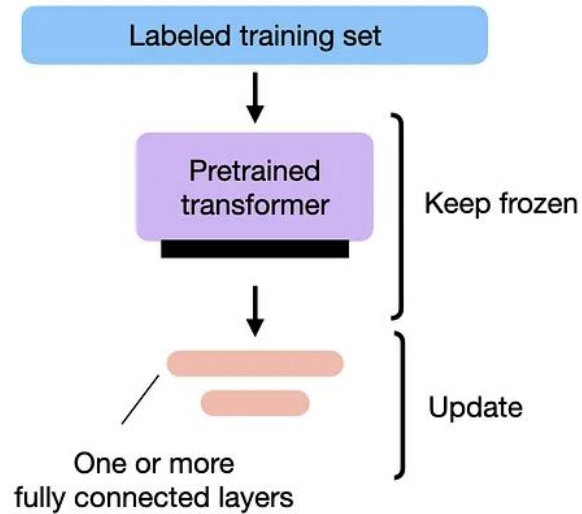 Labeled training set
Pretrained
transformer
Keep frozen
Update
One or more
fully connected layers